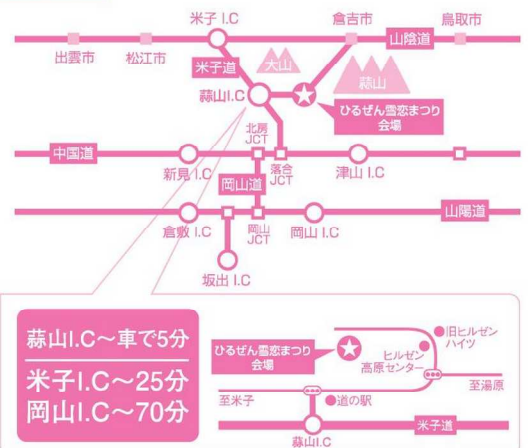 米子 I.C
倉吉市
鳥取市
山陰道
出雲市
松江市
米子道
大山
蒜山
蒜山I.C
ひるぜん雪恋まつり
会場
北房
JCT
中国道
新見 I.C
落合
JCT
津山 I.C
岡山道
倉敷 I.C
岡山
JCT
岡山 I.C
山陽道
坂出 I.C
蒜山I.C～車で5分
米子I.C～25分
岡山I.C～70分
ひるぜん雪恋まつり
会場
旧ヒルゼン
ハイツ
ヒルゼン
高原センター
至米子
道の駅
至湯原
蒜山I.C
米子道